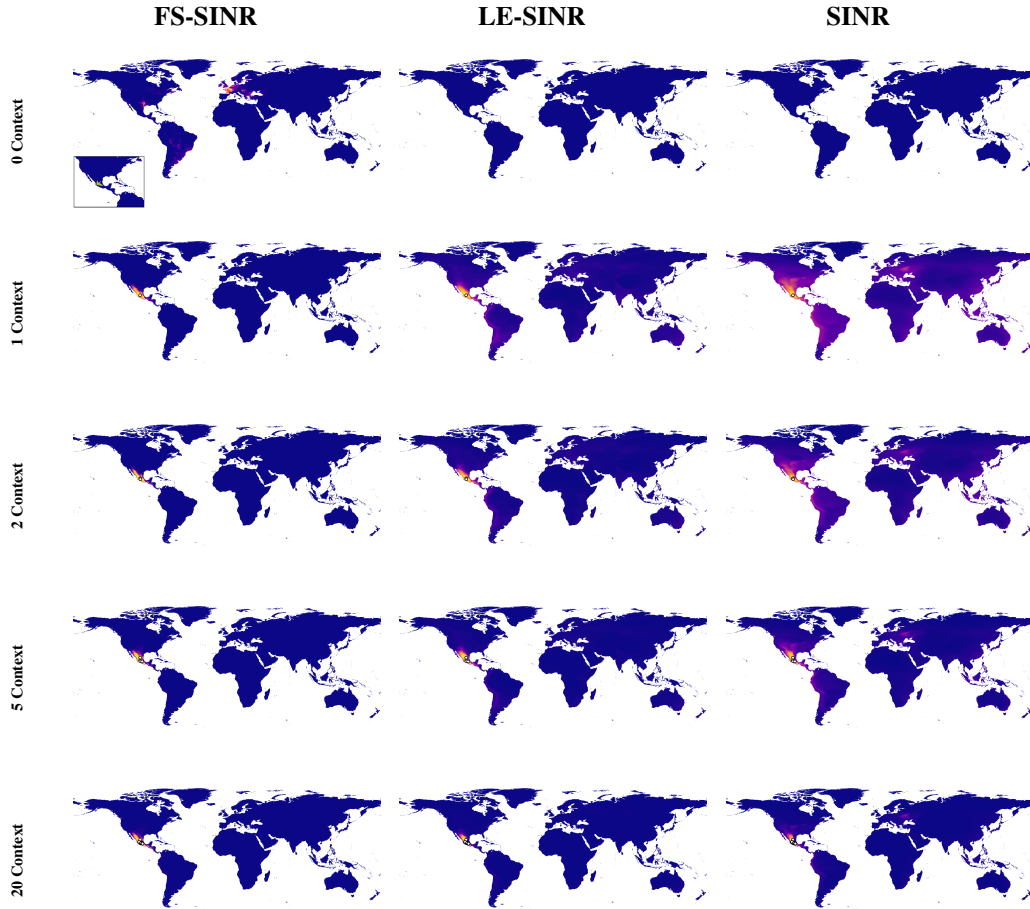 FS-SINR LE-SINR SINR
0 Context
1 Context
2 Context
5 Context
20 Context